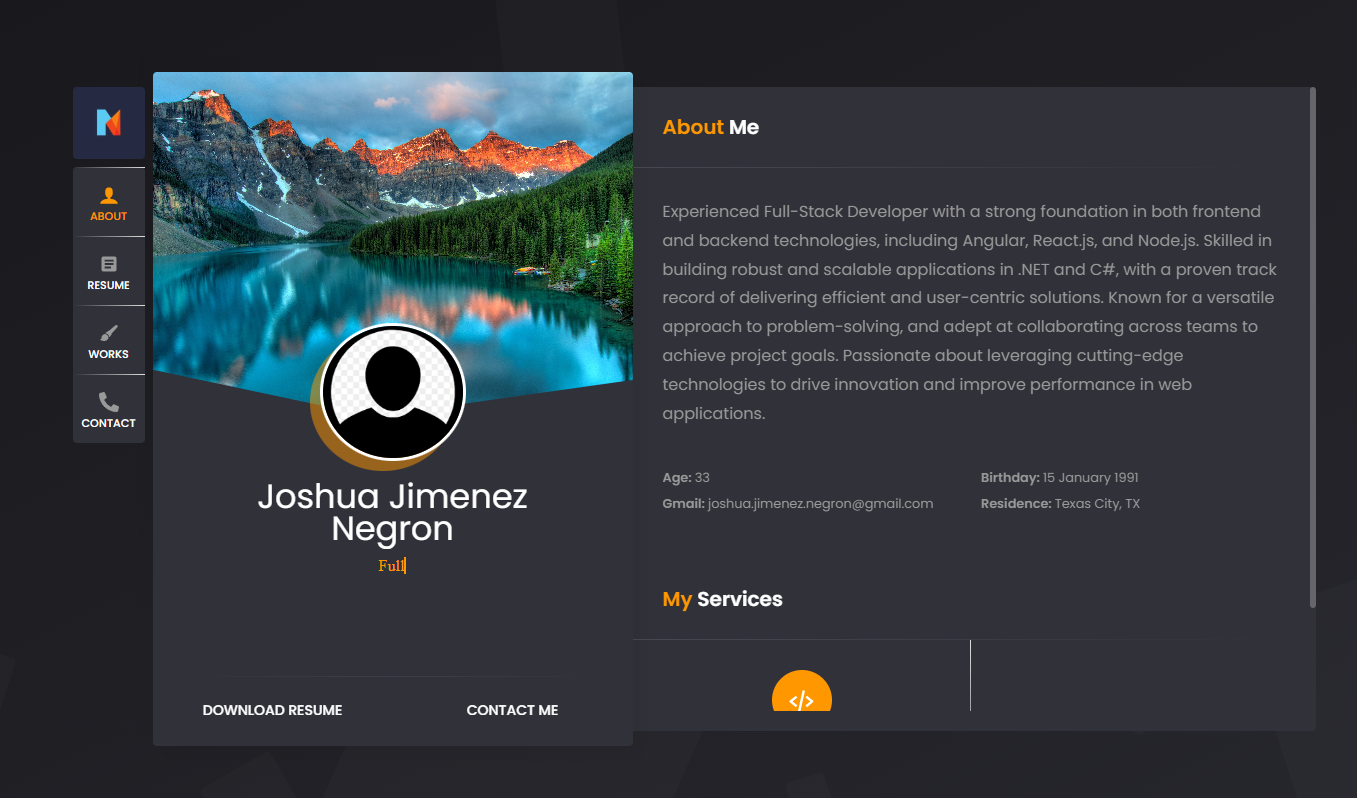 ABOUT
RESUME
WORKS
CONTACT
Joshua Jimenez
Negron
Full
DOWNLOAD RESUME
CONTACT ME
About Me
Experienced Full-Stack Developer with a strong foundation in both frontend
and backend technologies, including Angular, React.js, and Node.js. Skilled in
building robust and scalable applications in .NET and C#, with a proven track
record of delivering efficient and user-centric solutions. Known for a versatile
approach to problem-solving, and adept at collaborating across teams to
achieve project goals. Passionate about leveraging cutting-edge
technologies to drive innovation and improve performance in web
applications.
Age: 33
Birthday: 15 January 1991
Gmail: joshua.jimenez.negron@gmail.com
Residence: Texas City, TX
My Services